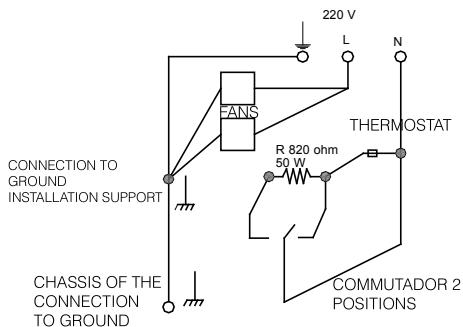 220 V
L
N
FANS
THERMOSTAT
R 820 ohm
50 W
CONNECTION TO
GROUND
INSTALLATION SUPPORT
CHASSIS OF THE
CONNECTION
TO GROUND
COMMUTADOR 2
POSITIONS